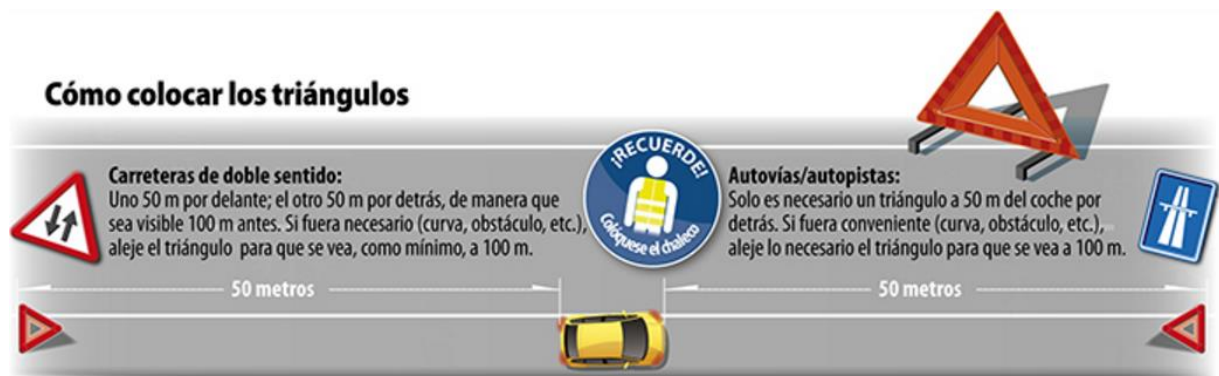 Cómo colocar los triángulos
Carreteras de doble sentido:
Uno 50 m por delante; el otro 50 m por detrás, de manera que
sea visible 100 m antes. Si fuera necesario (curva, obstáculo, etc.),
aleje el triángulo para que se vea, como mínimo, a 100 m.
¡RECUERDE!
Colóquese el chaleco
Autovías/autopistas:
Solo es necesario un triángulo a 50 m del coche por
detrás. Si fuera conveniente (curva, obstáculo, etc.),
aleje lo necesario el triángulo para que se vea a 100 m.
50 metros
50 metros